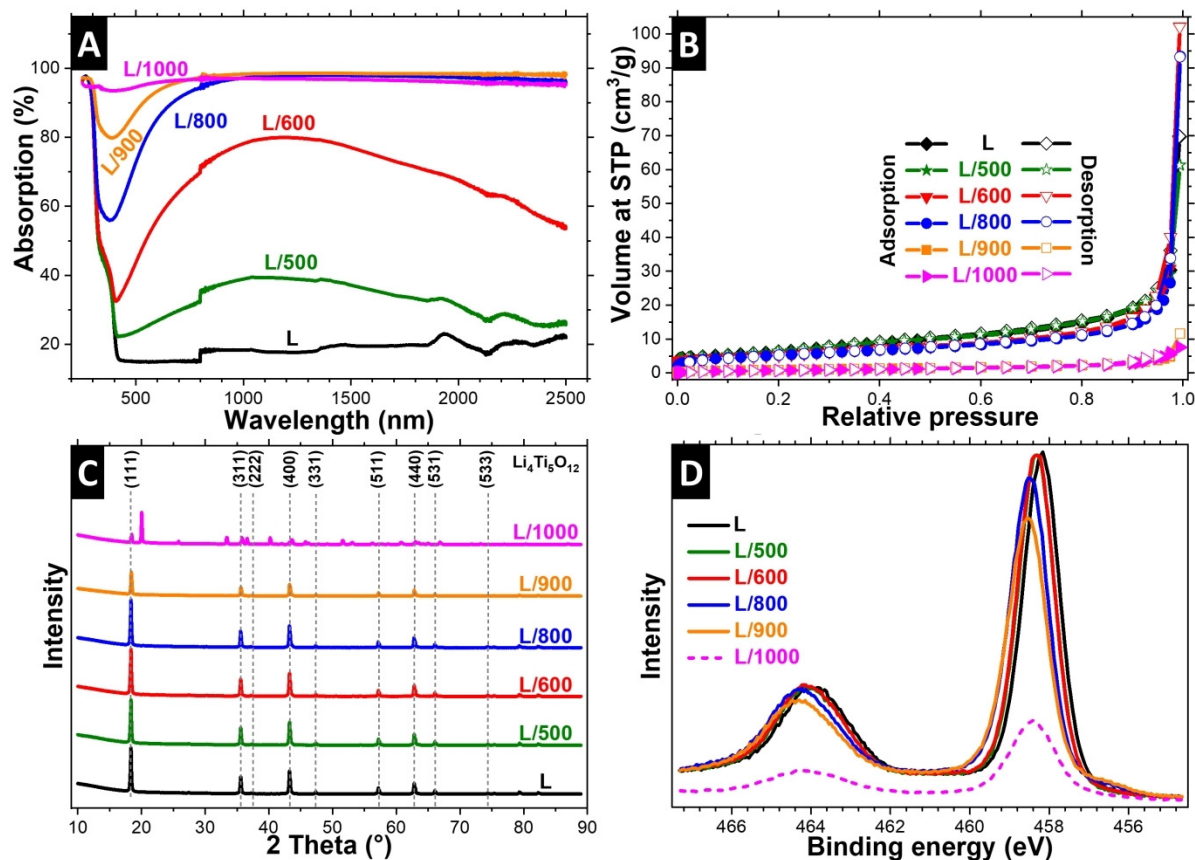 A
L/1000
L/900
L/800
L/600
L/500
L
Absorption (%)
100
80
60
40
20
500 1000 1500 2000 2500
Wavelength (nm)
B
Volume at STP (cm³/g)
100
90
80
70
60
50
40
30
20
10
0
Adsorption
Desorption
L
L/500
L/600
L/800
L/900
L/1000
0.0 0.2 0.4 0.6 0.8 1.0
Relative pressure
C
(111) (311) (222) (400) (331) (511) (440) (531) (533)
Li₄Ti₅O₁₂
L/1000
L/900
L/800
L/600
L/500
L
Intensity
10 20 30 40 50 60 70 80 90
2 Theta (°)
D
L
L/500
L/600
L/800
L/900
L/1000
Intensity
466 464 462 460 458 456
Binding energy (eV)